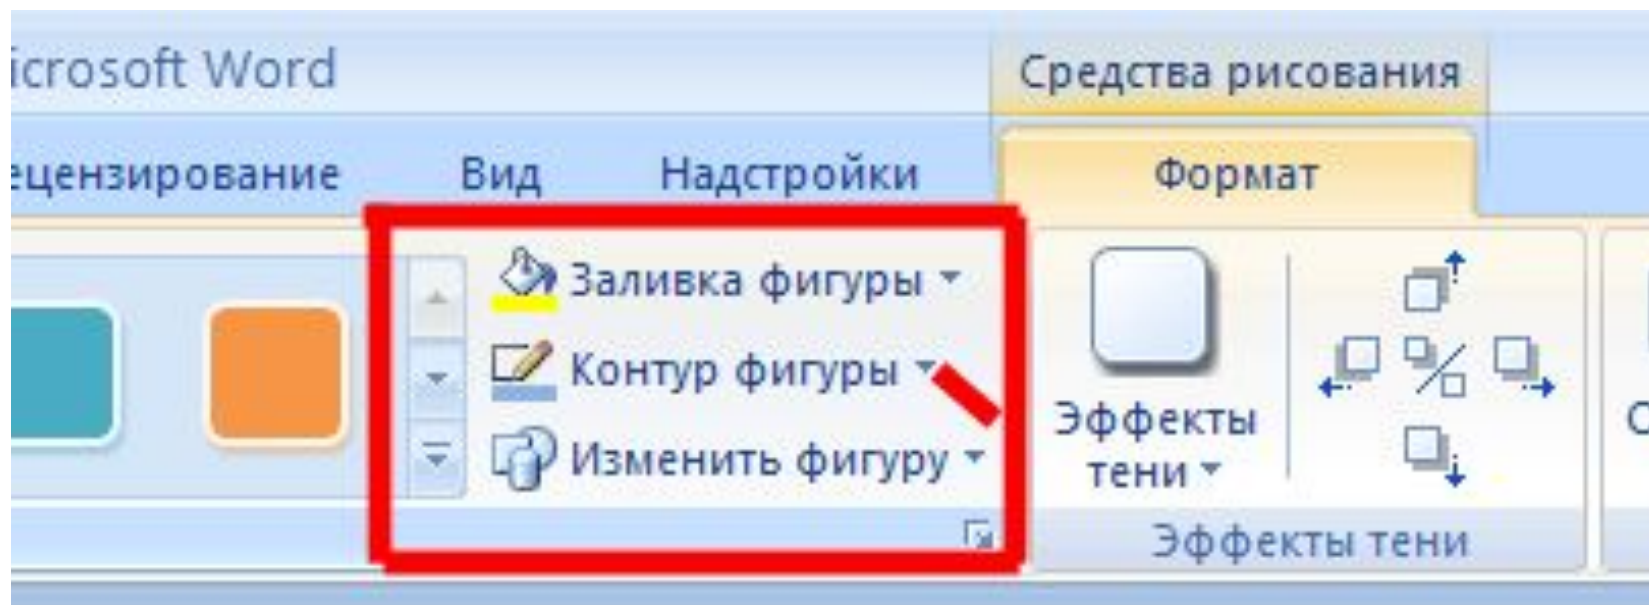 icrosoft Word
Средства рисования
ецензирование Вид Надстройки Формат
Заливка фигуры
Контур фигуры
Изменить фигуру
Эффекты
тени
Эффекты тени